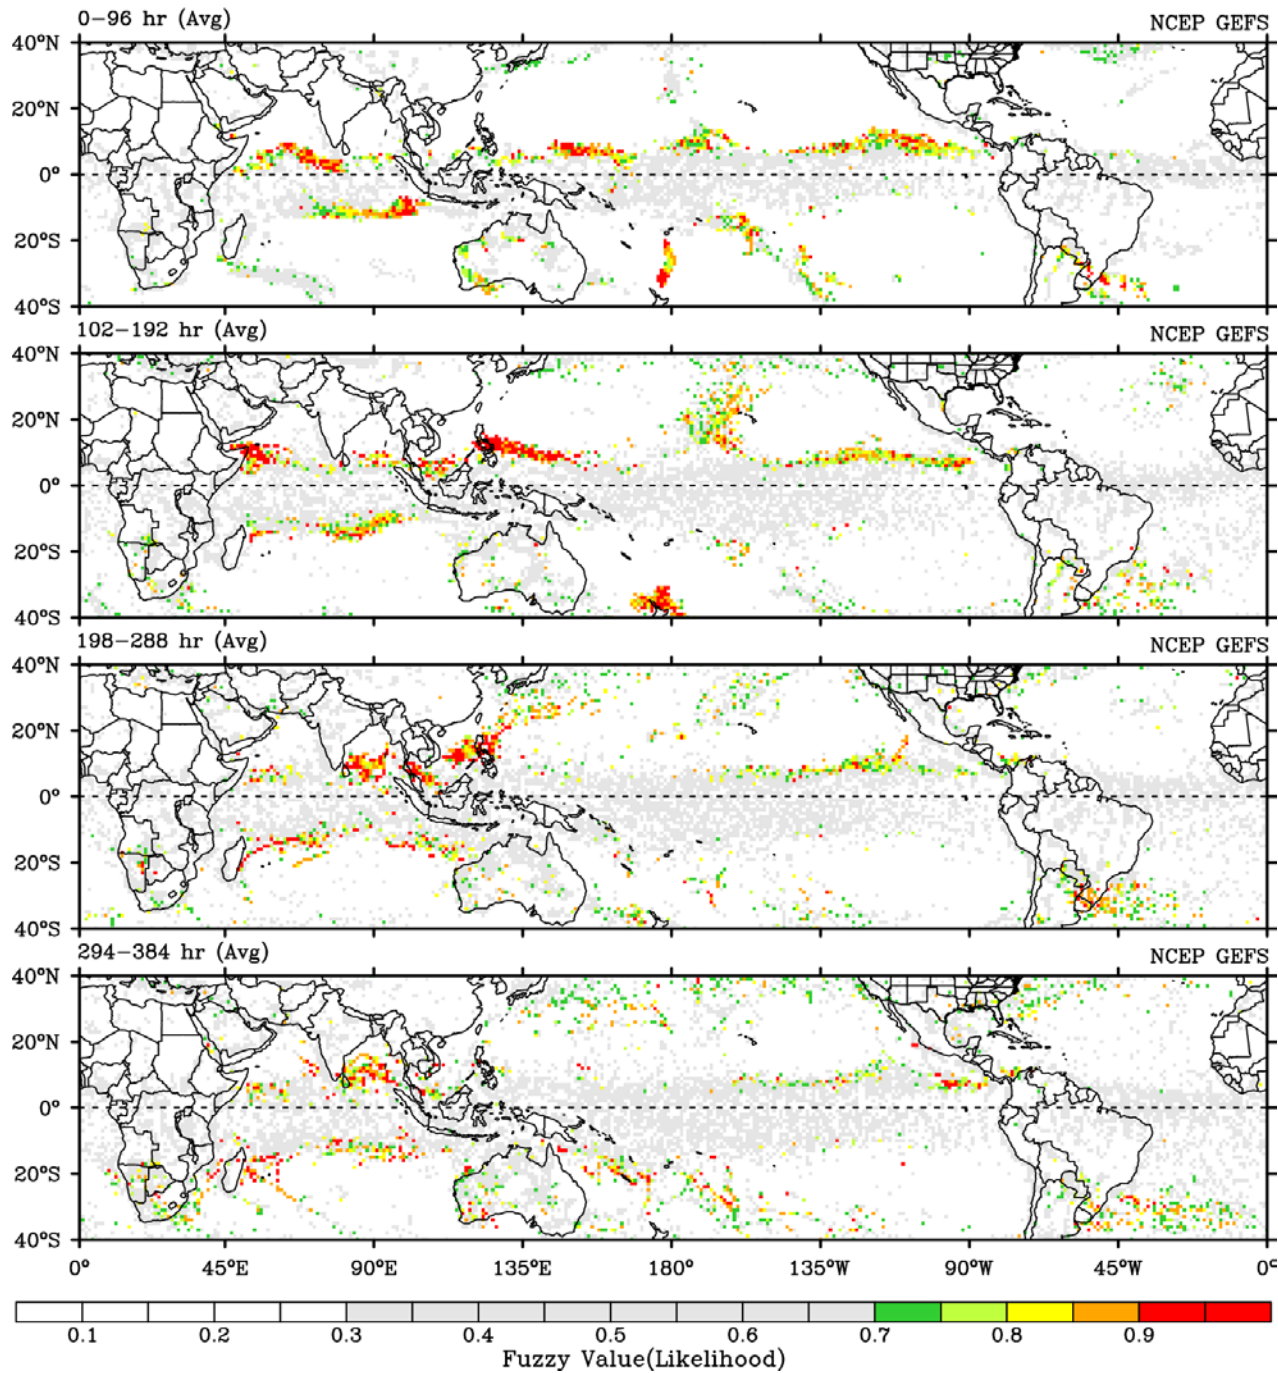 0–96 hr (Avg) NCEP GEFS
40°N
20°N
0°
20°S
40°S
102–192 hr (Avg) NCEP GEFS
40°N
20°N
0°
20°S
40°S
198–288 hr (Avg) NCEP GEFS
40°N
20°N
0°
20°S
40°S
294–384 hr (Avg) NCEP GEFS
40°N
20°N
0°
20°S
40°S
0° 45°E 90°E 135°E 180° 135°W 90°W 45°W 0°
0.1 0.2 0.3 0.4 0.5 0.6 0.7 0.8 0.9
Fuzzy Value(Likelihood)